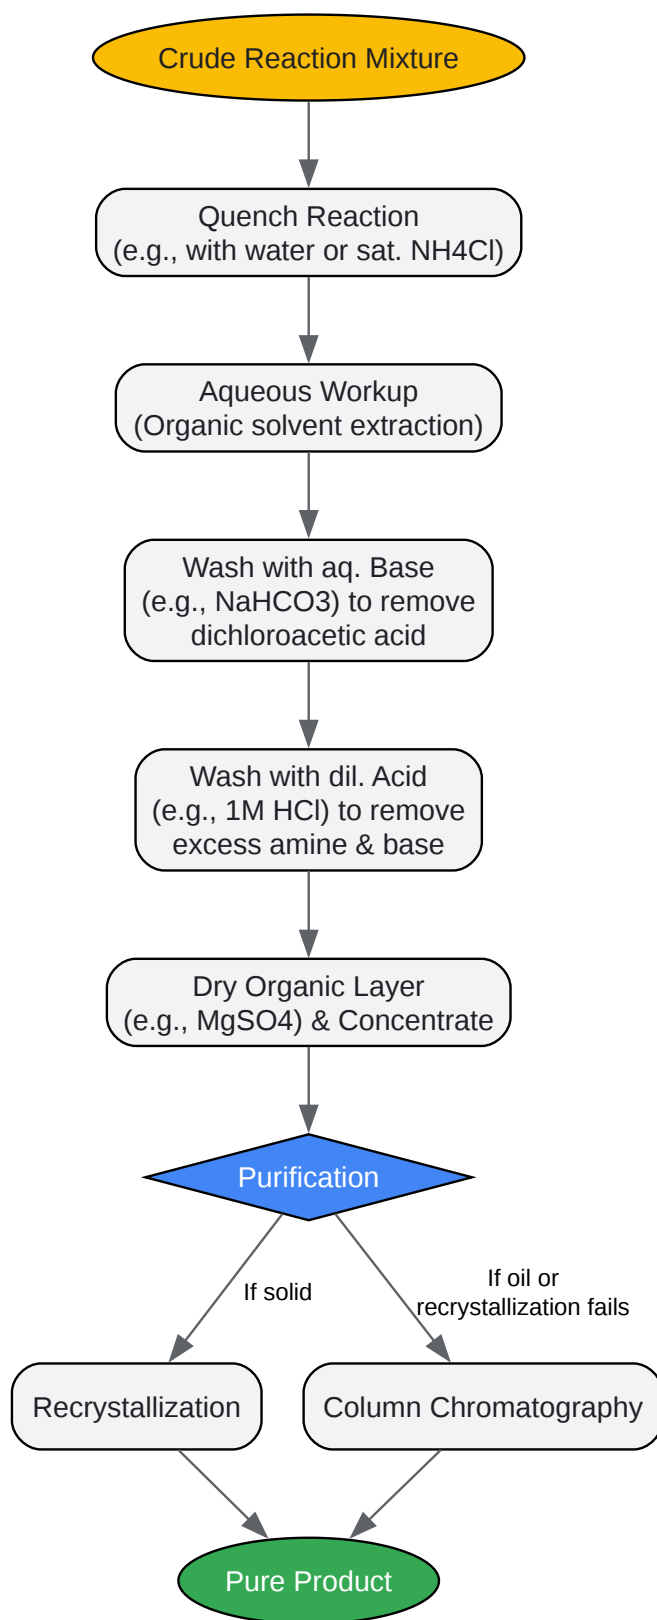 Crude Reaction Mixture
Quench Reaction
(e.g., with water or sat. NH4Cl)
Aqueous Workup
(Organic solvent extraction)
Wash with aq. Base
(e.g., NaHCO3) to remove
dichloroacetic acid
Wash with dil. Acid
(e.g., 1M HCl) to remove
excess amine & base
Dry Organic Layer
(e.g., MgSO4) & Concentrate
Purification
If solid
If oil or
recrystallization fails
Recrystallization
Column Chromatography
Pure Product